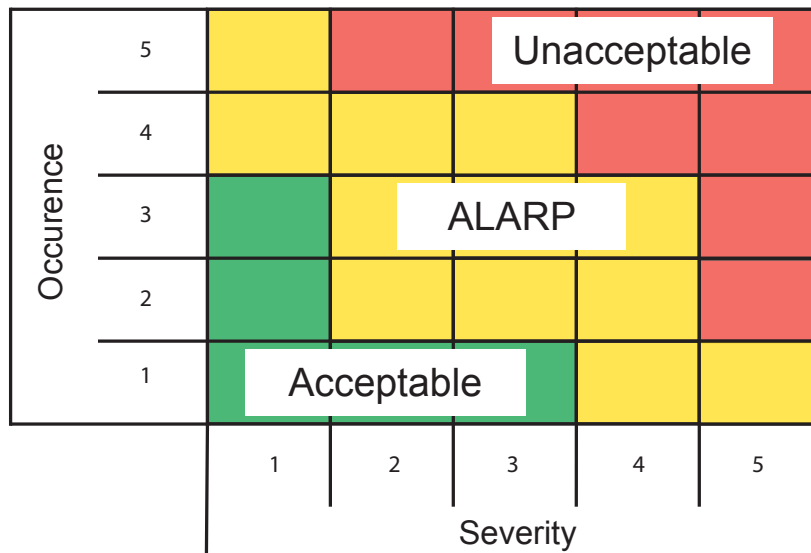 5
Unacceptable
4
3
ALARP
2
1
Acceptable
Occurence
1 2 3 4 5
Severity